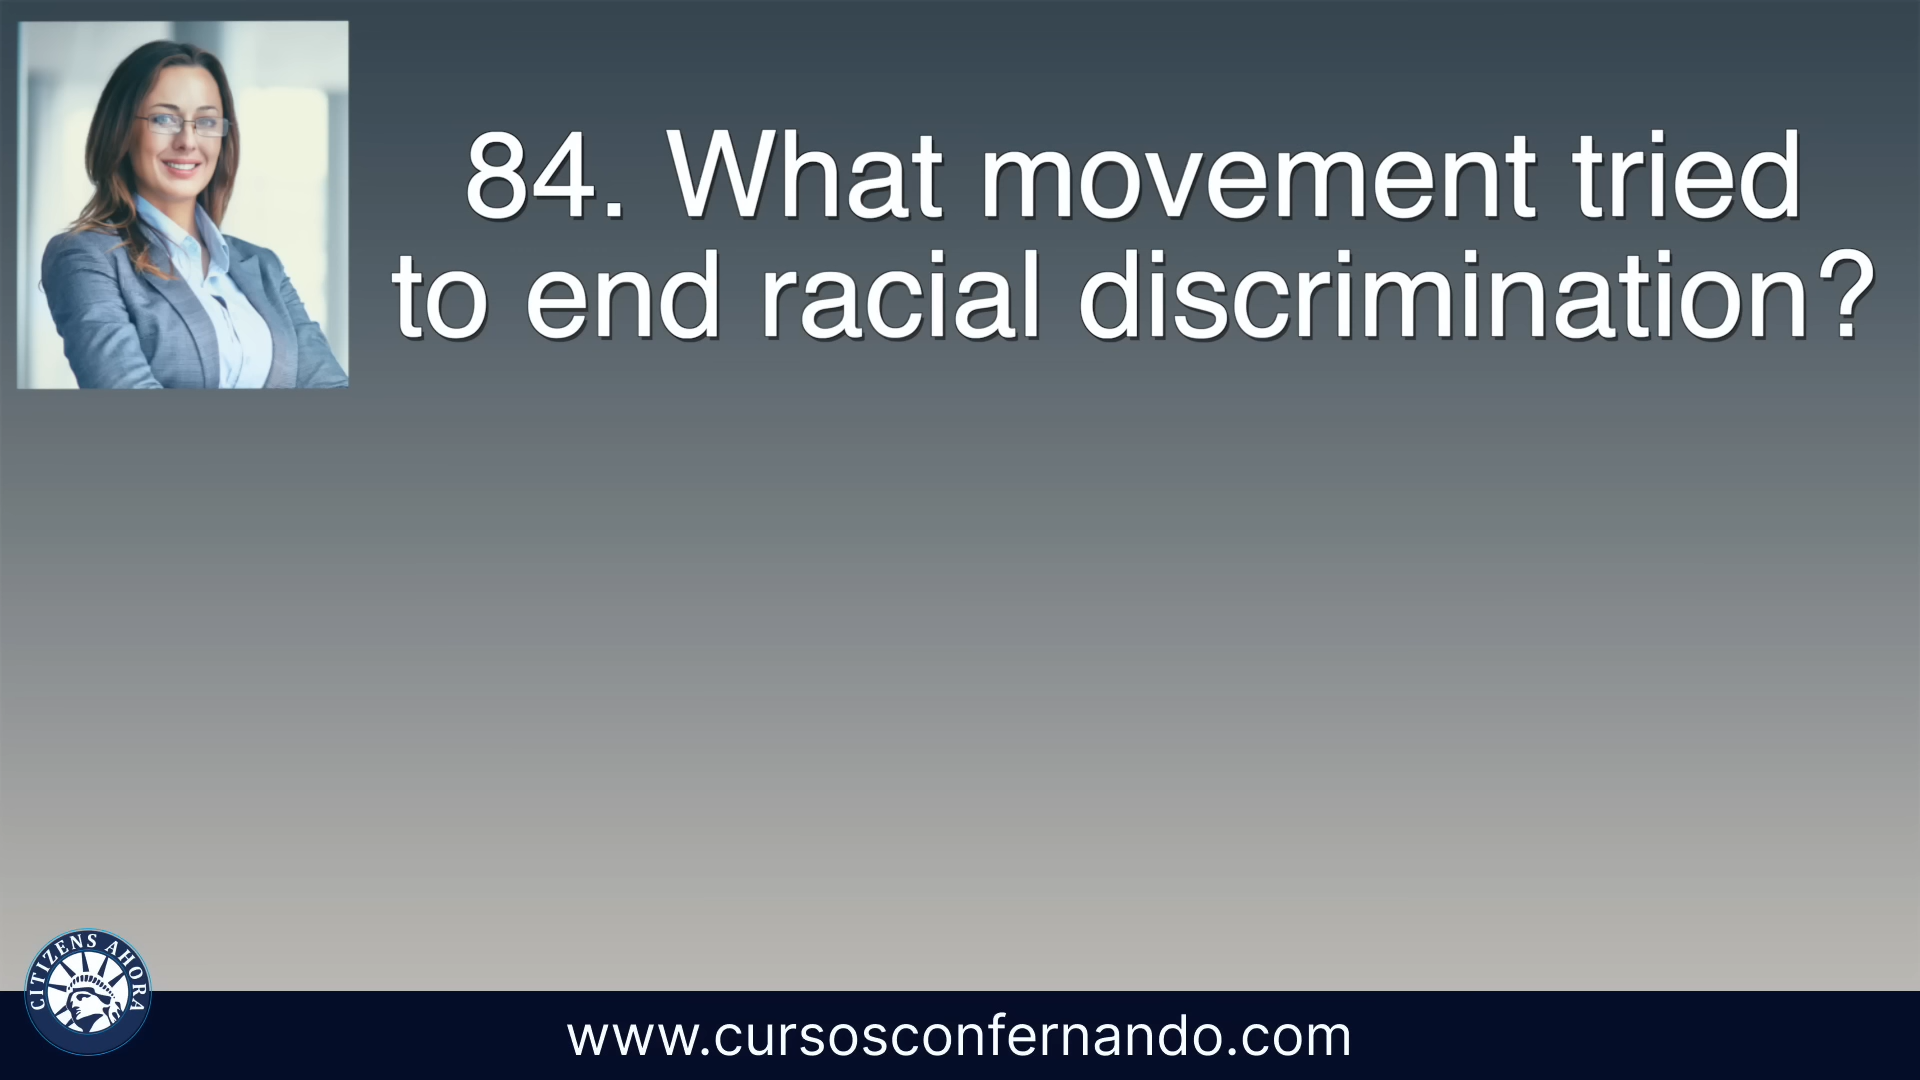 84. What movement tried
to end racial discrimination?
CITIZENS AHORA
www.cursosconfernando.com